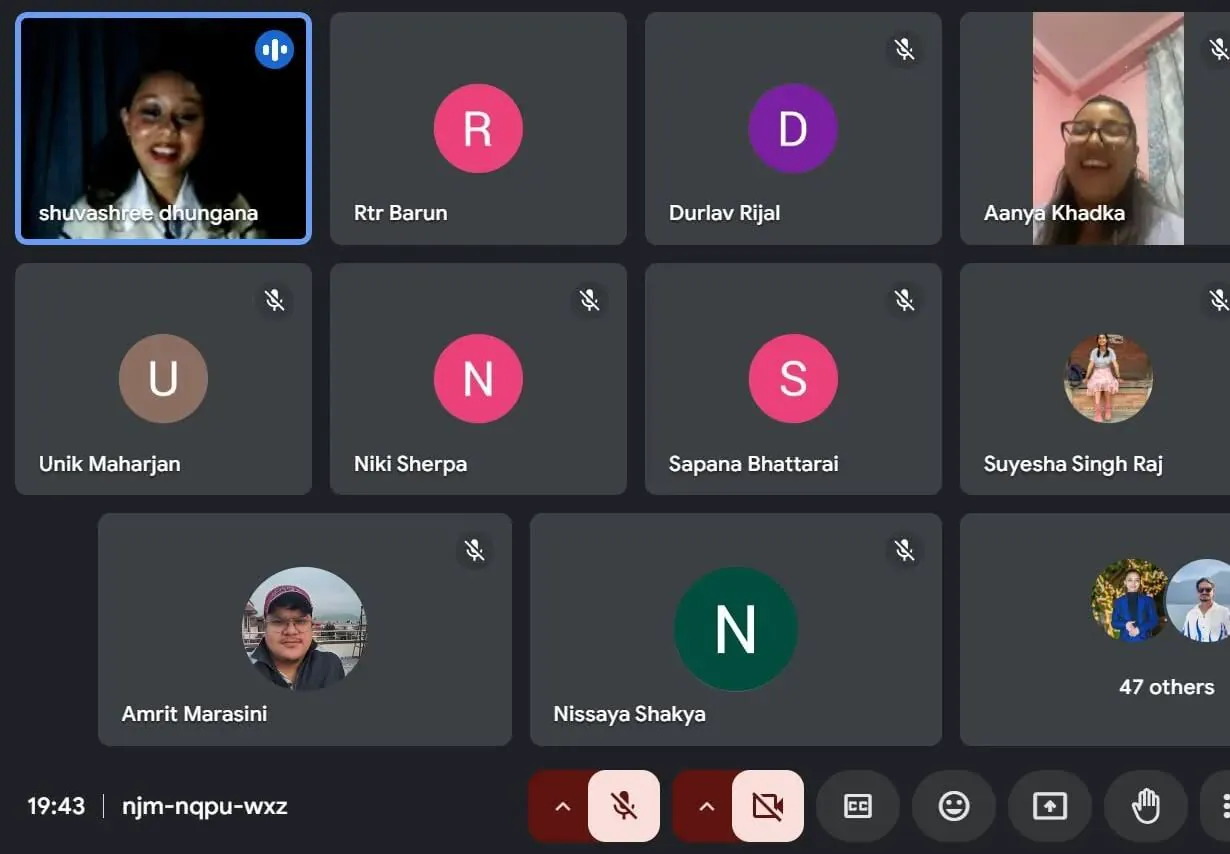 shuvashree dhungana
R
Rtr Barun
D
Durlav Rijal
Aanya Khadka
U
Unik Maharjan
N
Niki Sherpa
S
Sapana Bhattarai
Suyesha Singh Raj
Amrit Marasini
N
Nissaya Shakya
47 others
19:43 | njm-nqpu-wxz
CC